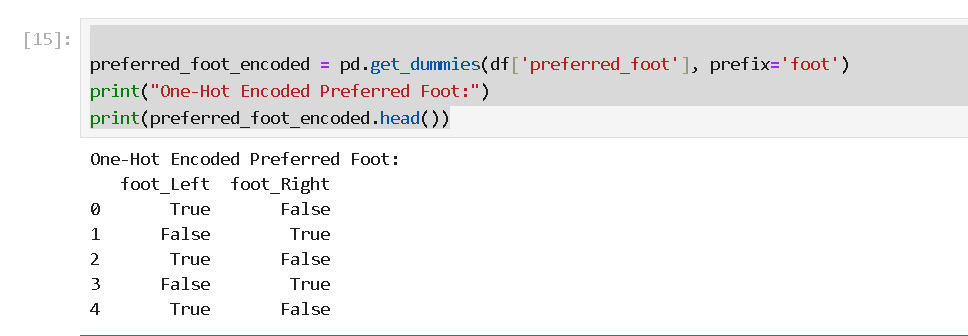 [15]:
preferred_foot_encoded = pd.get_dummies(df['preferred_foot'], prefix='foot')
print("One-Hot Encoded Preferred Foot:")
print(preferred_foot_encoded.head())
One-Hot Encoded Preferred Foot:
   foot_Left  foot_Right
0       True       False
1      False        True
2       True       False
3      False        True
4       True       False